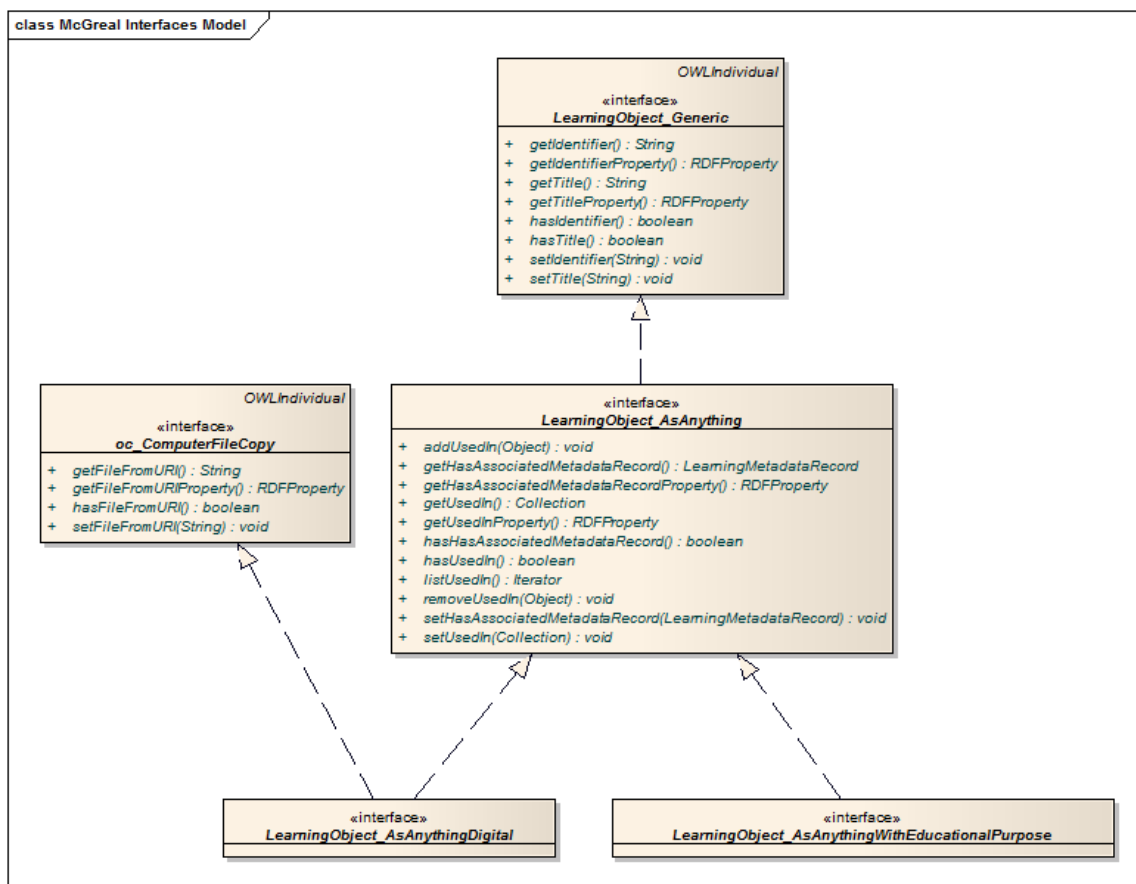 class McGreal Interfaces Model
OWLIndividual
«interface»
LearningObject_Generic
+ getIdentifier() : String
+ getIdentifierProperty() : RDFProperty
+ getTitle() : String
+ getTitleProperty() : RDFProperty
+ hasIdentifier() : boolean
+ hasTitle() : boolean
+ setIdentifier(String) : void
+ setTitle(String) : void
OWLIndividual
«interface»
oc_ComputerFileCopy
+ getFileFromURI() : String
+ getFileFromURIProperty() : RDFProperty
+ hasFileFromURI() : boolean
+ setFileFromURI(String) : void
«interface»
LearningObject_AsAnything
+ addUsedIn(Object) : void
+ getHasAssociatedMetadataRecord() : LearningMetadataRecord
+ getHasAssociatedMetadataRecordProperty() : RDFProperty
+ getUsedIn() : Collection
+ getUsedInProperty() : RDFProperty
+ hasHasAssociatedMetadataRecord() : boolean
+ hasUsedIn() : boolean
+ listUsedIn() : Iterator
+ removeUsedIn(Object) : void
+ setHasAssociatedMetadataRecord(LearningMetadataRecord) : void
+ setUsedIn(Collection) : void
«interface»
LearningObject_AsAnythingDigital
«interface»
LearningObject_AsAnythingWithEducationalPurpose